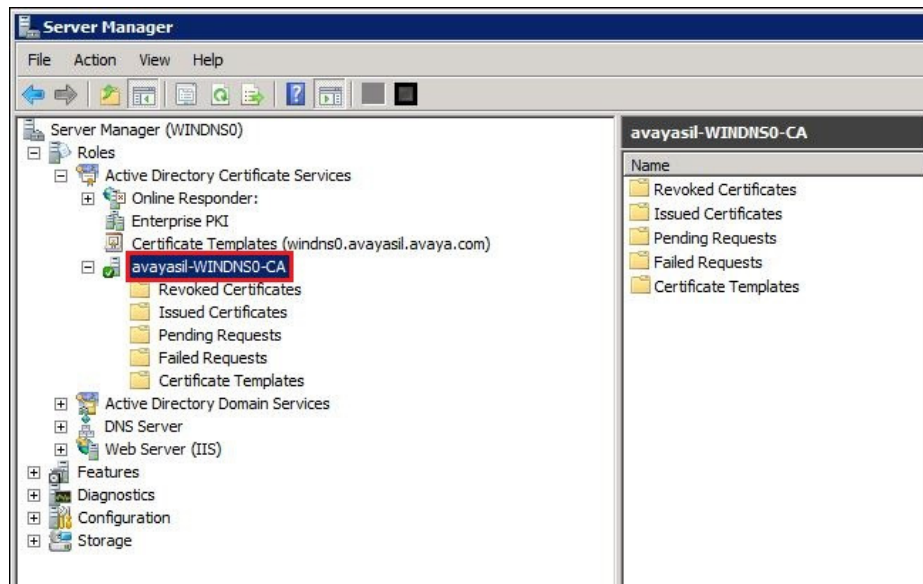 Server Manager
File Action View Help
Server Manager (WINDNS0)
Roles
Active Directory Certificate Services
Online Responder:
Enterprise PKI
Certificate Templates (windns0.avayasil.avaya.com)
avayasil-WINDNS0-CA
Revoked Certificates
Issued Certificates
Pending Requests
Failed Requests
Certificate Templates
Active Directory Domain Services
DNS Server
Web Server (IIS)
Features
Diagnostics
Configuration
Storage
avayasil-WINDNS0-CA
Name
Revoked Certificates
Issued Certificates
Pending Requests
Failed Requests
Certificate Templates